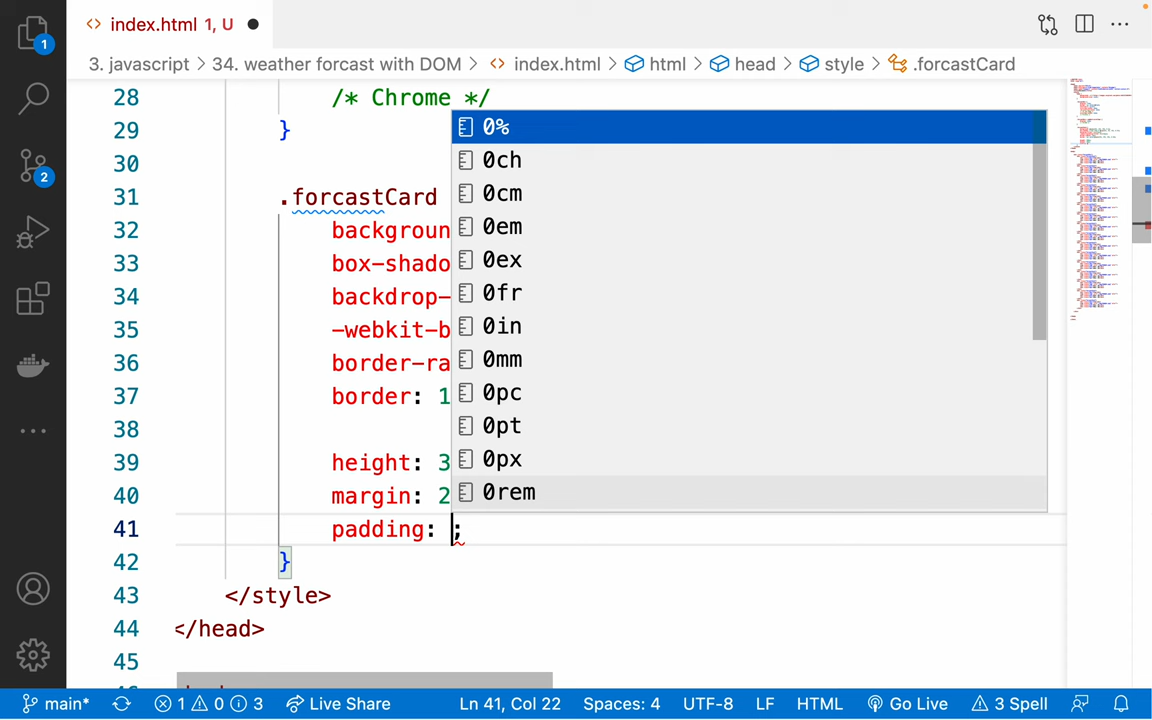 index.html 1, U
3. javascript > 34. weather forcast with DOM > index.html > html > head > style > .forcastCard
1
2
28 /* Chrome */
29 }
30
31 .forcastCard
32 backgroun
33 box-shado
34 backdrop-
35 -webkit-b
36 border-ra
37 border: 1
38
39 height: 3
40 margin: 2
41 padding: ;
42 }
43 </style>
44 </head>
45
0%
0ch
0cm
0em
0ex
0fr
0in
0mm
0pc
0pt
0px
0rem
main* 1 0 3 Live Share Ln 41, Col 22 Spaces: 4 UTF-8 LF HTML Go Live 3 Spell